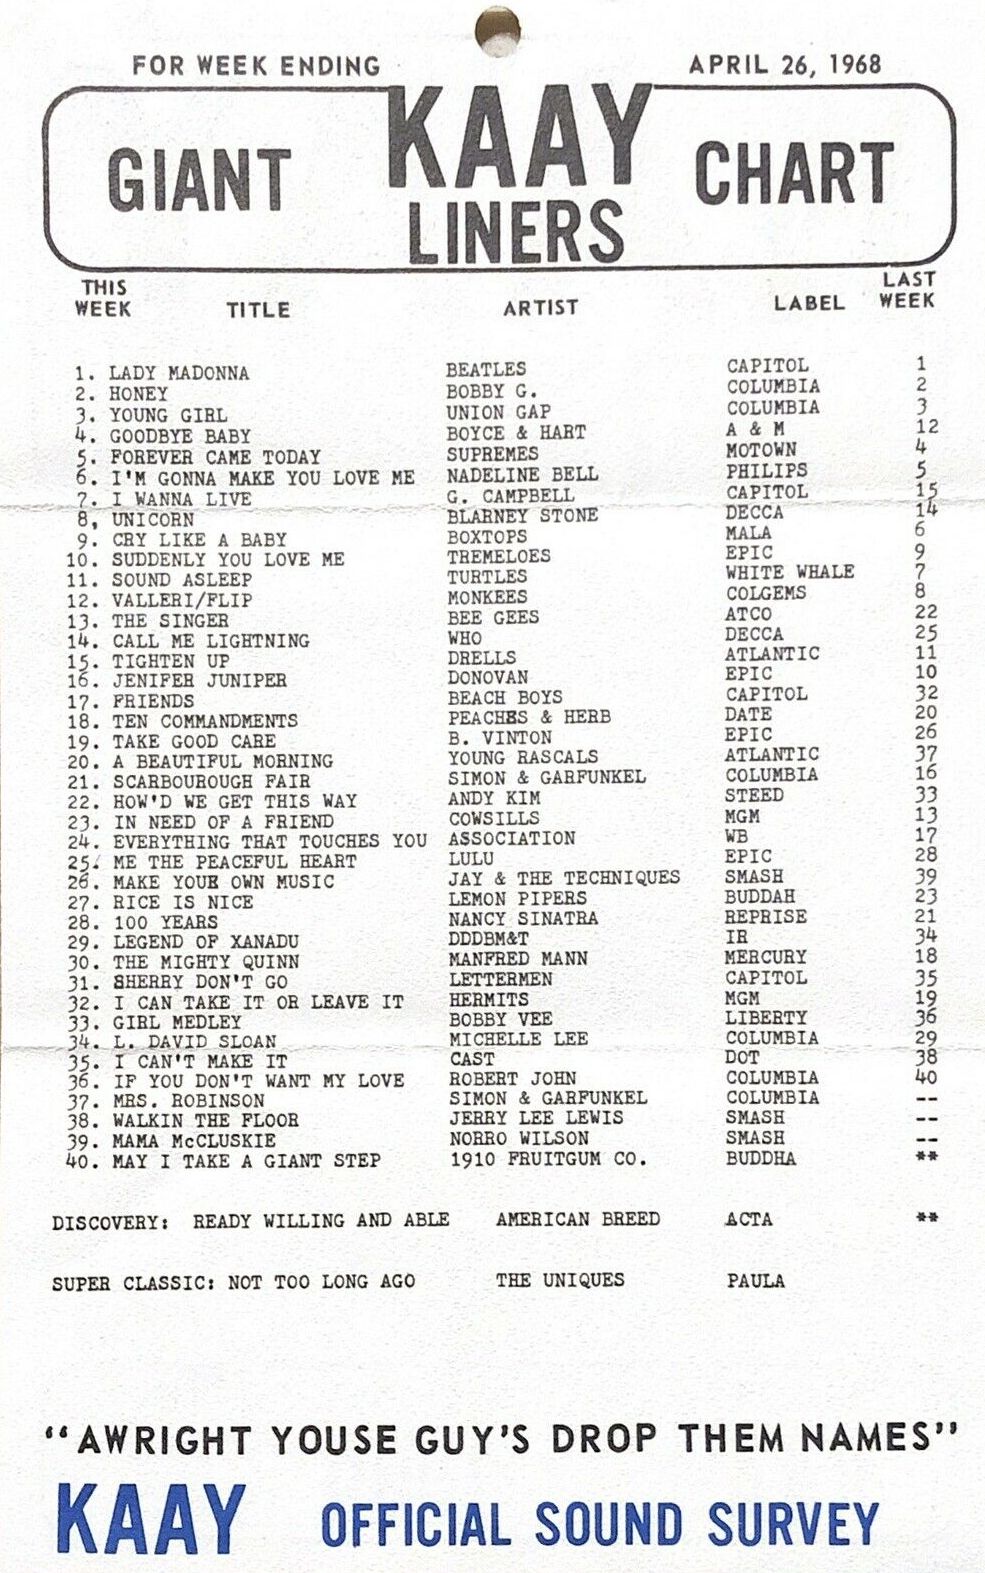 FOR WEEK ENDING APRIL 26, 1968
GIANT KAAY LINERS CHART
THIS WEEK TITLE ARTIST LABEL LAST WEEK
1. LADY MADONNA BEATLES CAPITOL 1
2. HONEY BOBBY G. COLUMBIA 2
3. YOUNG GIRL UNION GAP COLUMBIA 3
4. GOODBYE BABY BOYCE & HART A & M 12
5. FOREVER CAME TODAY SUPREMES MOTOWN 4
6. I'M GONNA MAKE YOU LOVE ME NADELINE BELL PHILIPS 5
7. I WANNA LIVE G. CAMPBELL CAPITOL 15
8, UNICORN BLARNEY STONE DECCA 14
9. CRY LIKE A BABY BOXTOPS MALA 6
10. SUDDENLY YOU LOVE ME TREMELOES EPIC 9
11. SOUND ASLEEP TURTLES WHITE WHALE 7
12. VALLERI/FLIP MONKEES COLGEMS 8
13. THE SINGER BEE GEES ATCO 22
14. CALL ME LIGHTNING WHO DECCA 25
15. TIGHTEN UP DRELLS ATLANTIC 11
16. JENIFER JUNIPER DONOVAN EPIC 10
17. FRIENDS BEACH BOYS CAPITOL 32
18. TEN COMMANDMENTS PEACHES & HERB DATE 20
19. TAKE GOOD CARE B. VINTON EPIC 26
20. A BEAUTIFUL MORNING YOUNG RASCALS ATLANTIC 37
21. SCARBOUROUGH FAIR SIMON & GARFUNKEL COLUMBIA 16
22. HOW'D WE GET THIS WAY ANDY KIM STEED 33
23. IN NEED OF A FRIEND COWSILLS MGM 13
24. EVERYTHING THAT TOUCHES YOU ASSOCIATION WB 17
25. ME THE PEACEFUL HEART LULU EPIC 28
26. MAKE YOUR OWN MUSIC JAY & THE TECHNIQUES SMASH 39
27. RICE IS NICE LEMON PIPERS BUDDAH 23
28. 100 YEARS NANCY SINATRA REPRISE 21
29. LEGEND OF XANADU DDDBM&T IR 34
30. THE MIGHTY QUINN MANFRED MANN MERCURY 18
31. SHERRY DON'T GO LETTERMEN CAPITOL 35
32. I CAN TAKE IT OR LEAVE IT HERMITS MGM 19
33. GIRL MEDLEY BOBBY VEE LIBERTY 36
34. L. DAVID SLOAN MICHELLE LEE COLUMBIA 29
35. I CAN'T MAKE IT CAST DOT 38
36. IF YOU DON'T WANT MY LOVE ROBERT JOHN COLUMBIA 40
37. MRS. ROBINSON SIMON & GARFUNKEL COLUMBIA --
38. WALKIN THE FLOOR JERRY LEE LEWIS SMASH --
39. MAMA McCLUSKIE NORRO WILSON SMASH --
40. MAY I TAKE A GIANT STEP 1910 FRUITGUM CO. BUDDHA **
DISCOVERY: READY WILLING AND ABLE AMERICAN BREED ACTA **
SUPER CLASSIC: NOT TOO LONG AGO THE UNIQUES PAULA
"AWRIGHT YOUSE GUY'S DROP THEM NAMES"
KAAY OFFICIAL SOUND SURVEY